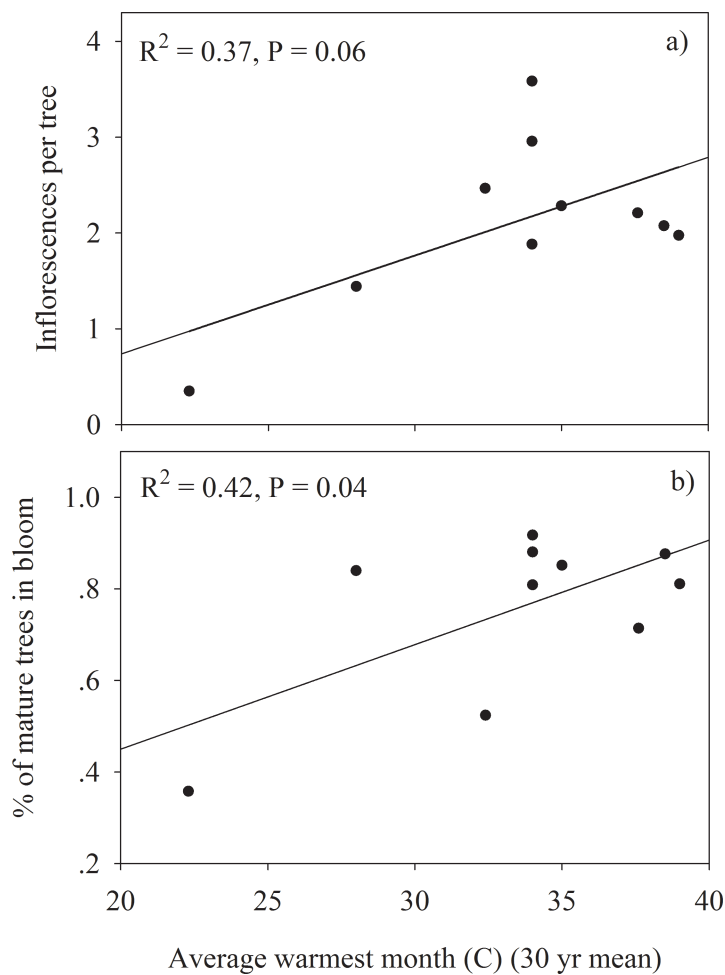 R² = 0.37, P = 0.06
a)
4
3
2
1
0
Inflorescences per tree
R² = 0.42, P = 0.04
b)
1.0
.8
.6
.4
.2
% of mature trees in bloom
20 25 30 35 40
Average warmest month (C) (30 yr mean)